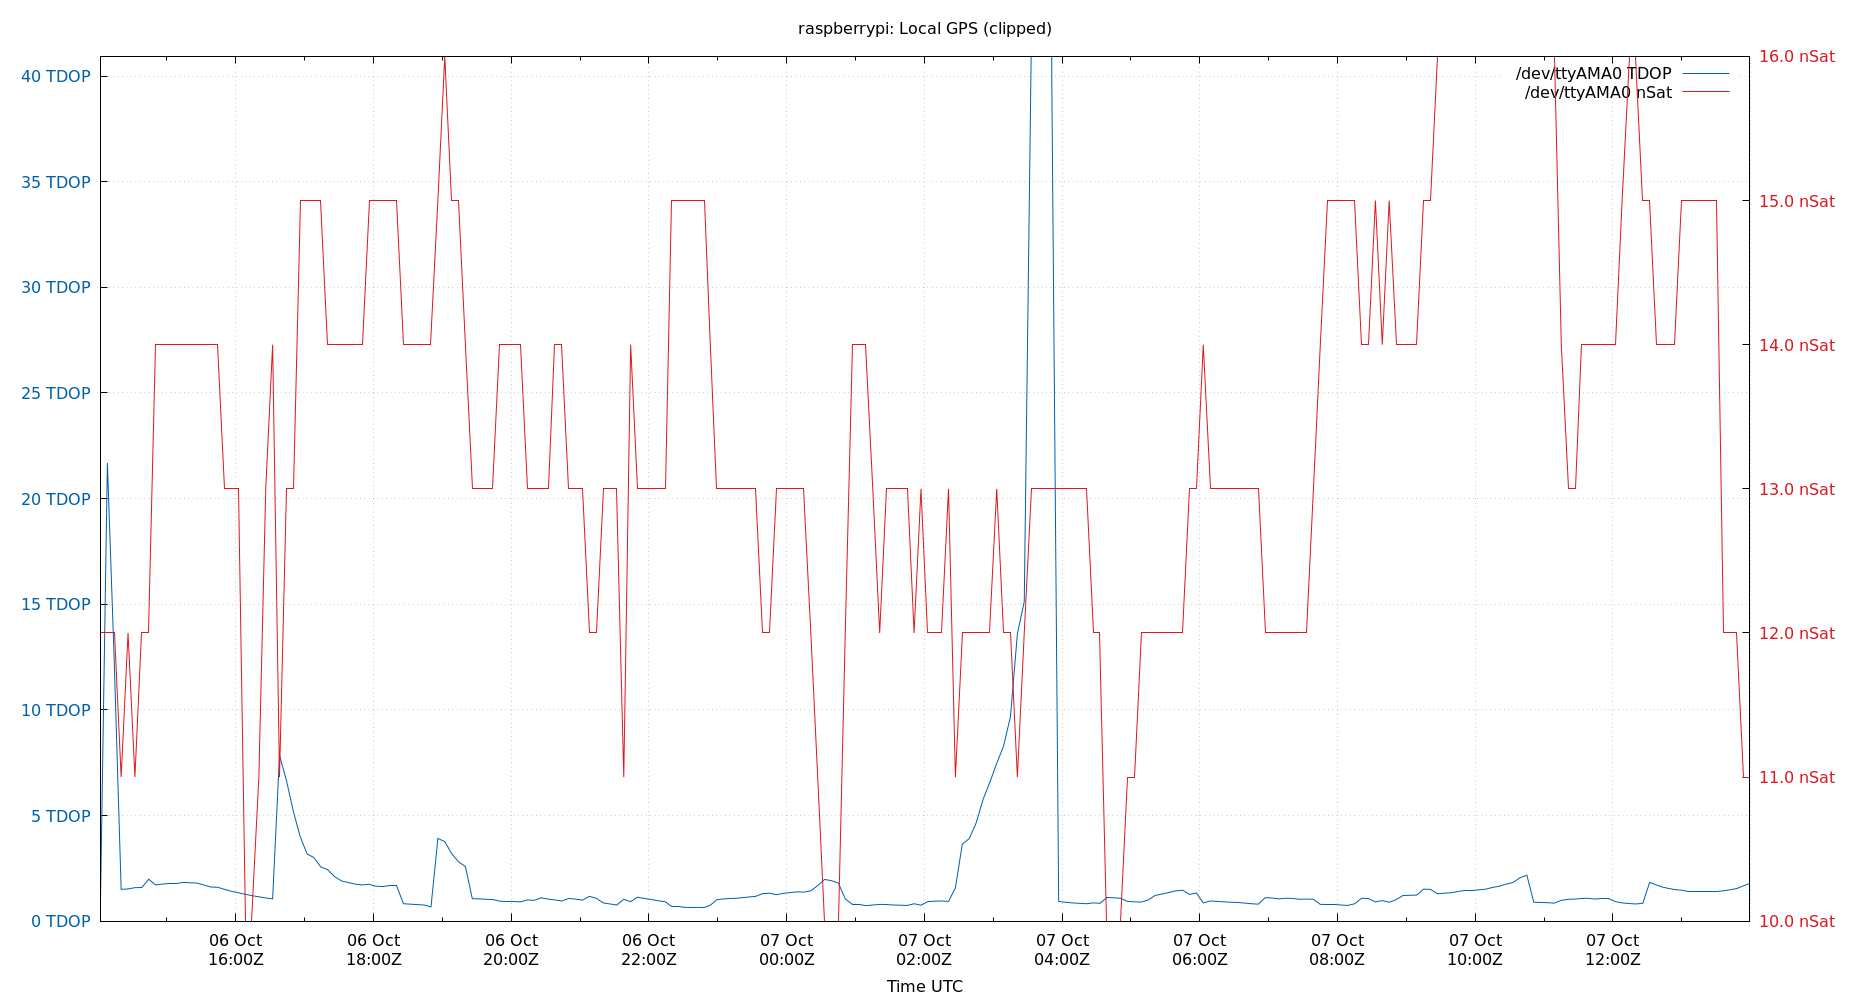 raspberrypi: Local GPS (clipped)
/dev/ttyAMA0 TDOP
/dev/ttyAMA0 nSat
40 TDOP
35 TDOP
30 TDOP
25 TDOP
20 TDOP
15 TDOP
10 TDOP
5 TDOP
0 TDOP
16.0 nSat
15.0 nSat
14.0 nSat
13.0 nSat
12.0 nSat
11.0 nSat
10.0 nSat
06 Oct
16:00Z
06 Oct
18:00Z
06 Oct
20:00Z
06 Oct
22:00Z
07 Oct
00:00Z
07 Oct
02:00Z
07 Oct
04:00Z
07 Oct
06:00Z
07 Oct
08:00Z
07 Oct
10:00Z
07 Oct
12:00Z
Time UTC